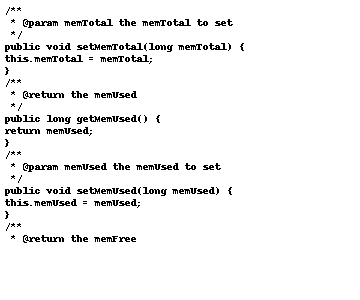 /**
 * @param memTotal the memTotal to set
 */
public void setMemTotal(long memTotal) {
this.memTotal = memTotal;
}
/**
 * @return the memUsed
 */
public long getMemUsed() {
return memUsed;
}
/**
 * @param memUsed the memUsed to set
 */
public void setMemUsed(long memUsed) {
this.memUsed = memUsed;
}
/**
 * @return the memFree